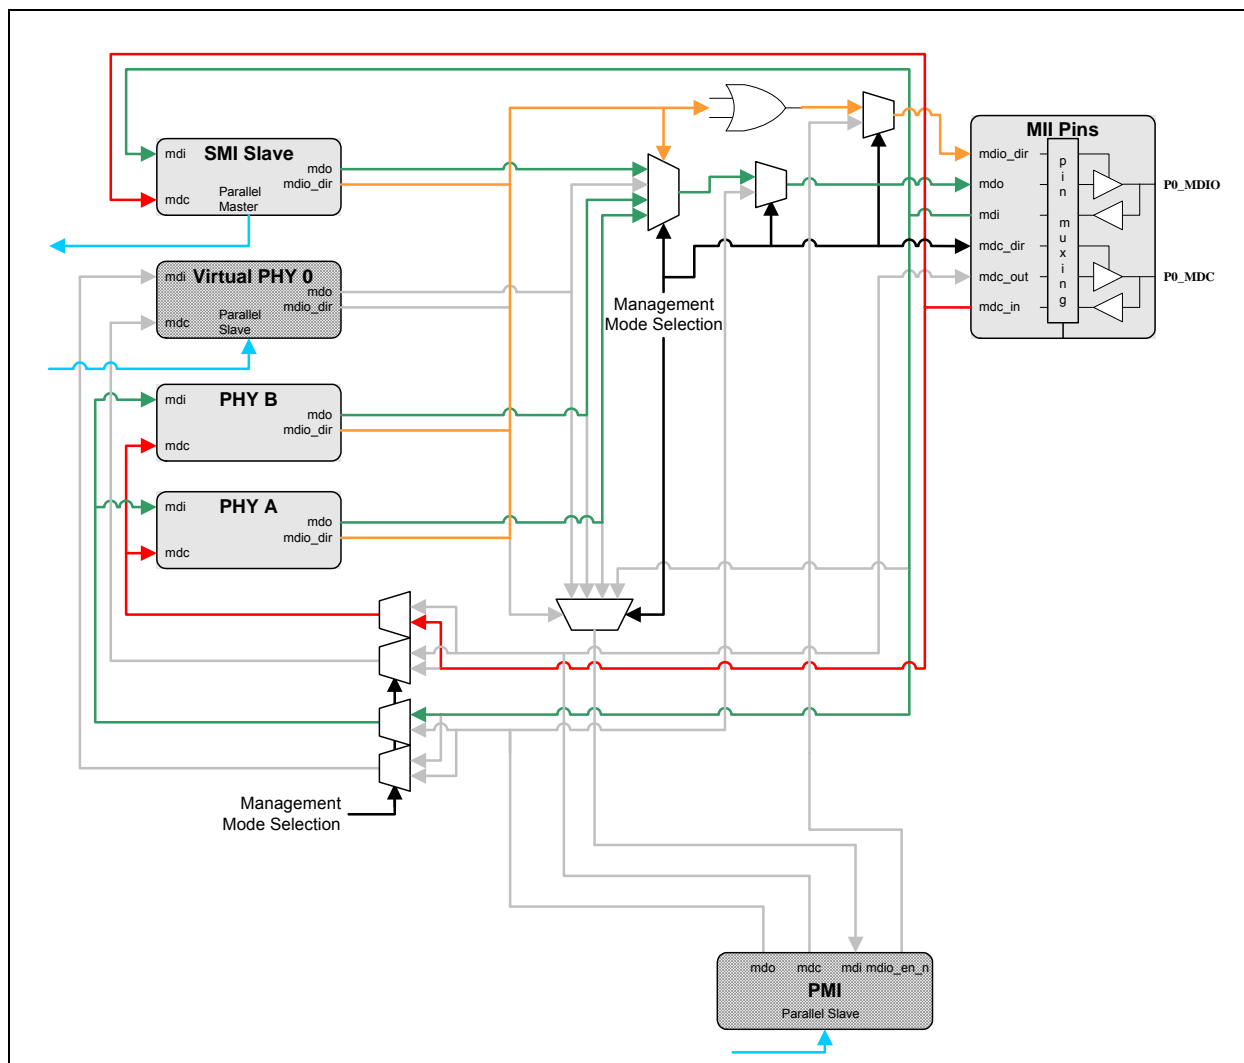 MII Pins
mdio_dir
mdo
mdi
mdc_dir
mdc_out
mdc_in
pin muxing
P0_MDIO
P0_MDC
SMI Slave
mdi
mdo
mdio_dir
mdc
Parallel
Master
Virtual PHY 0
mdi
mdo
mdio_dir
mdc
Parallel
Slave
Management
Mode Selection
PHY B
mdi
mdo
mdio_dir
mdc
PHY A
mdi
mdo
mdio_dir
mdc
Management
Mode Selection
mdo mdc mdi mdio_en_n
PMI
Parallel Slave